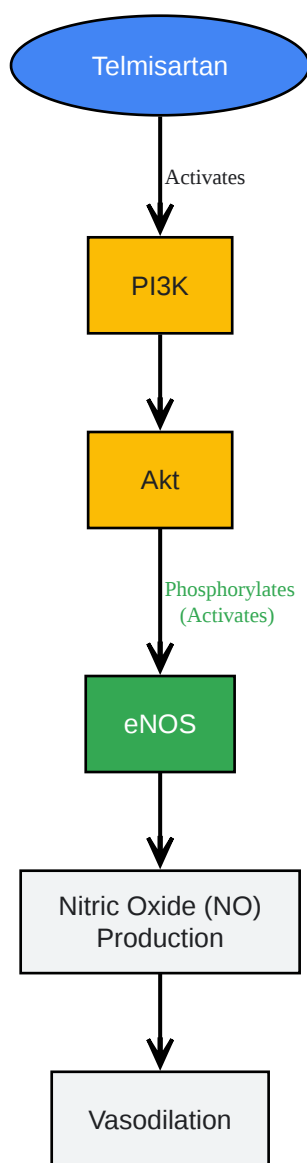 Telmisartan
Activates
PI3K
Akt
Phosphorylates
(Activates)
eNOS
Nitric Oxide (NO)
Production
Vasodilation